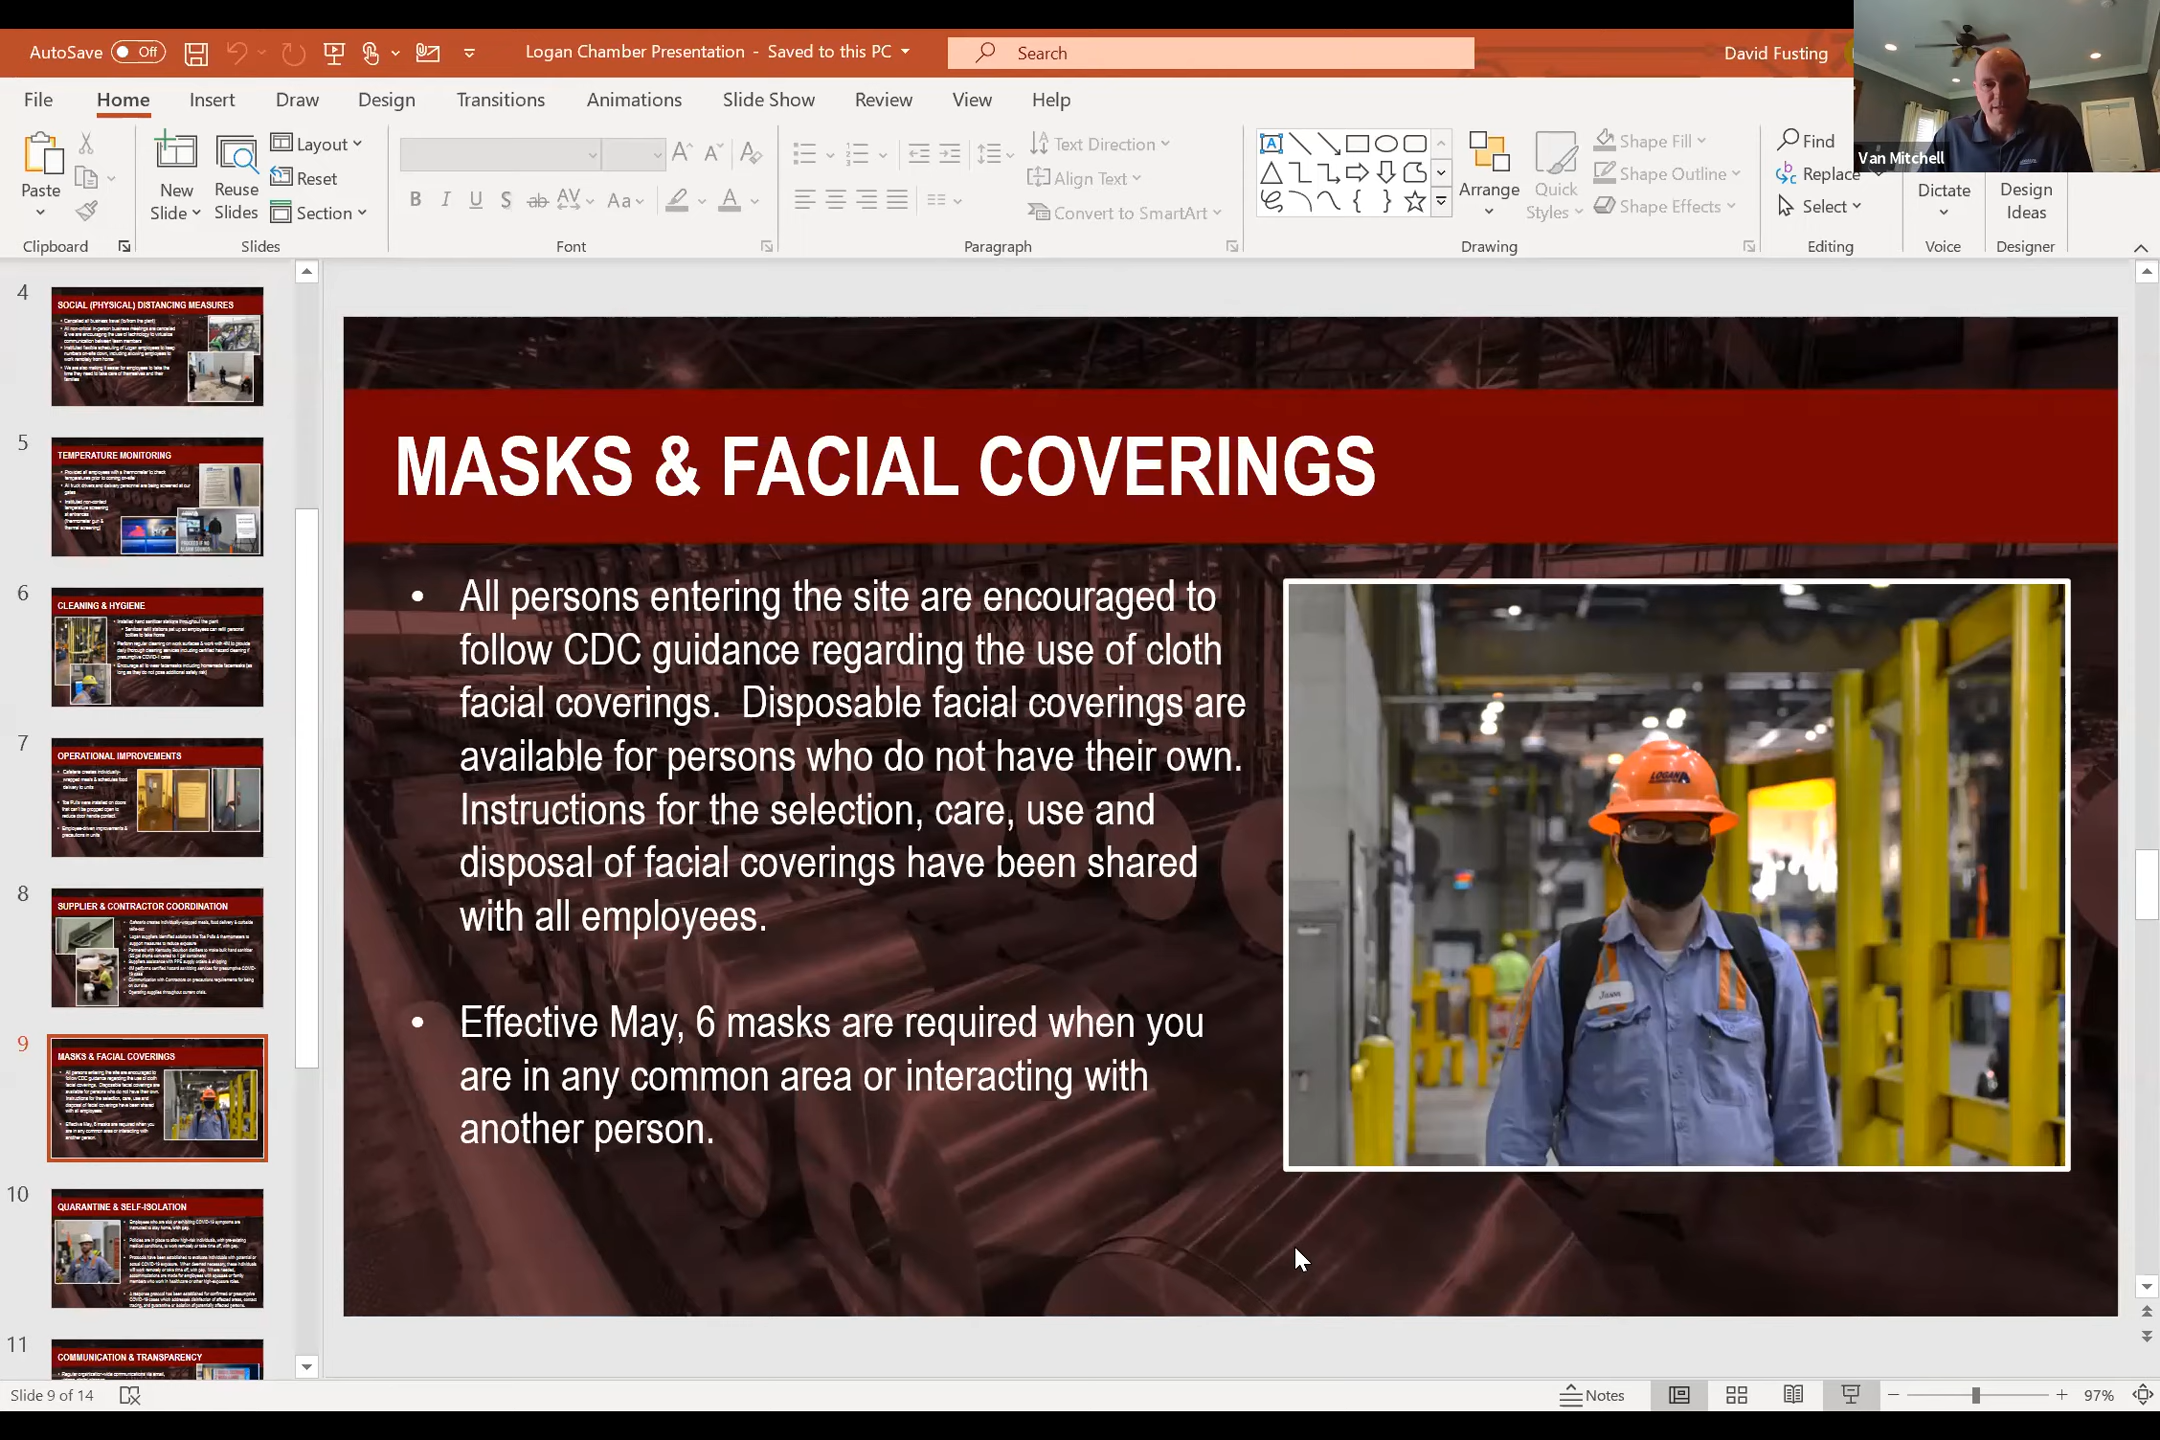 AutoSave Off
Logan Chamber Presentation - Saved to this PC
Search
David Fusting
File Home Insert Draw Design Transitions Animations Slide Show Review View Help
Van Mitchell
Paste
New Slide
Reuse Slides
Layout
Reset
Section
Text Direction
Align Text
Convert to SmartArt
Arrange
Quick Styles
Shape Fill
Shape Outline
Shape Effects
Find
Replace
Select
Dictate
Design Ideas
Clipboard Slides Font Paragraph Drawing Editing Voice Designer
4
SOCIAL (PHYSICAL) DISTANCING MEASURES
5
TEMPERATURE MONITORING
6
CLEANING & HYGIENE
7
OPERATIONAL IMPROVEMENTS
8
SUPPLIER & CONTRACTOR COORDINATION
9
MASKS & FACIAL COVERINGS
10
QUARANTINE & SELF-ISOLATION
11
COMMUNICATION & TRANSPARENCY
MASKS & FACIAL COVERINGS
• All persons entering the site are encouraged to
follow CDC guidance regarding the use of cloth
facial coverings. Disposable facial coverings are
available for persons who do not have their own.
Instructions for the selection, care, use and
disposal of facial coverings have been shared
with all employees.
• Effective May, 6 masks are required when you
are in any common area or interacting with
another person.
LOGAN
Slide 9 of 14
Notes
97%